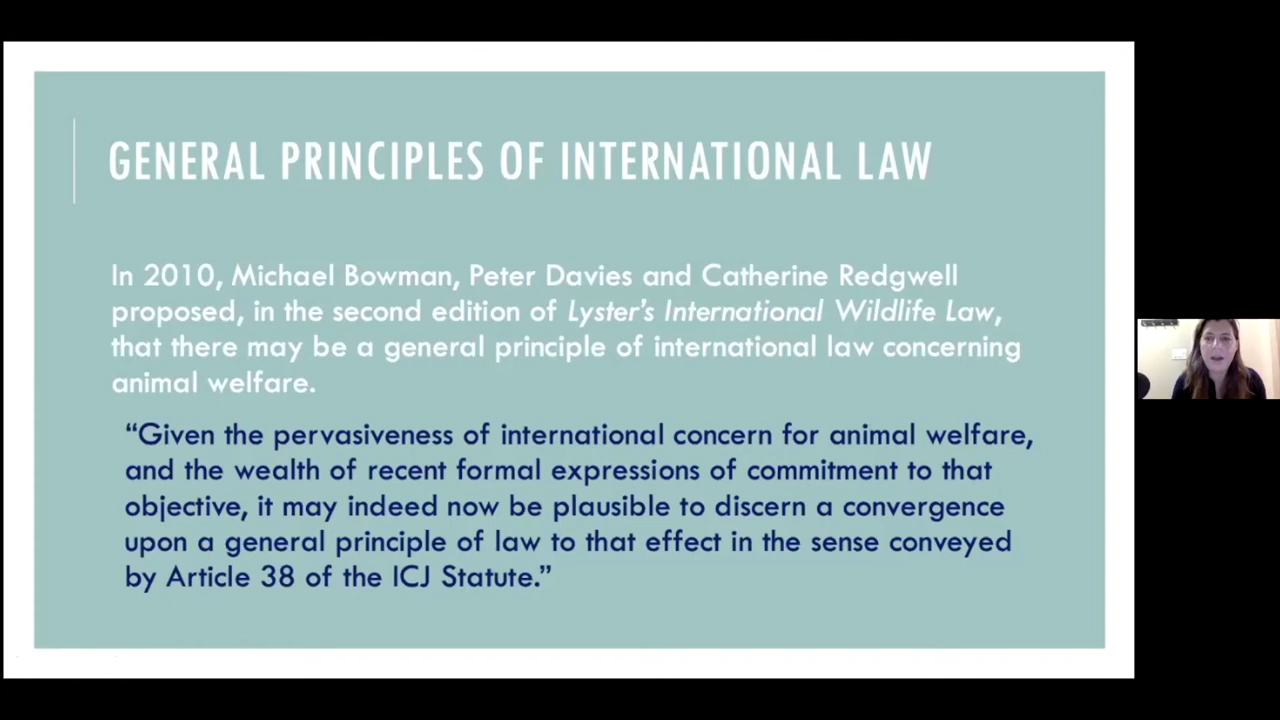 GENERAL PRINCIPLES OF INTERNATIONAL LAW
In 2010, Michael Bowman, Peter Davies and Catherine Redgwell
proposed, in the second edition of Lyster's International Wildlife Law,
that there may be a general principle of international law concerning
animal welfare.
“Given the pervasiveness of international concern for animal welfare,
and the wealth of recent formal expressions of commitment to that
objective, it may indeed now be plausible to discern a convergence
upon a general principle of law to that effect in the sense conveyed
by Article 38 of the ICJ Statute.”